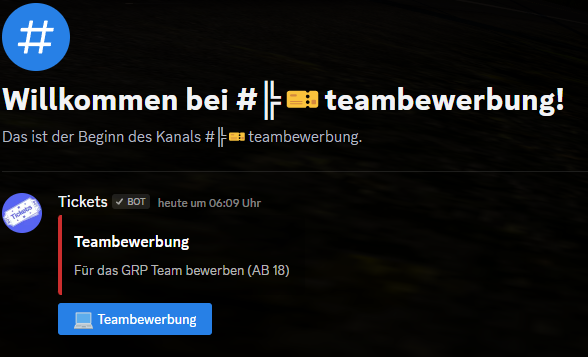 Willkommen bei #╠🎫 teambewerbung!
Das ist der Beginn des Kanals #╠🎫 teambewerbung.
Tickets ✓ BOT heute um 06:09 Uhr
Teambewerbung
Für das GRP Team bewerben (AB 18)
💻 Teambewerbung